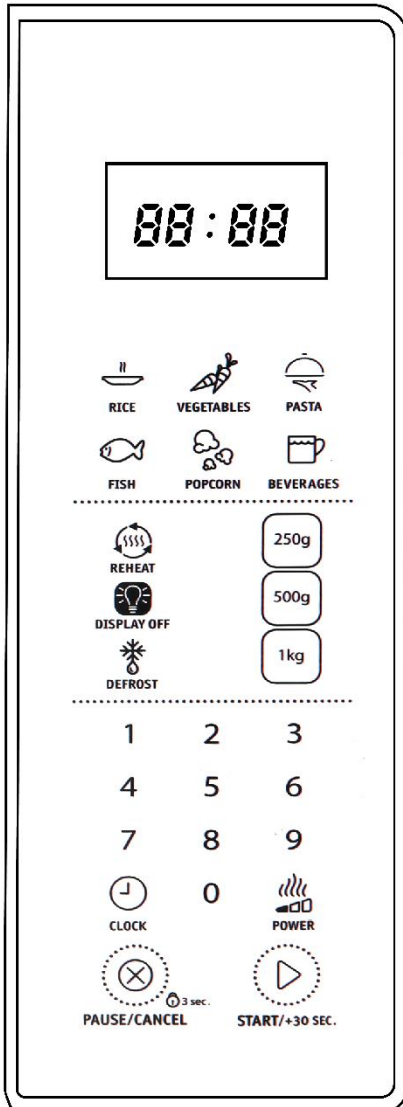 88:88
RICE VEGETABLES PASTA
FISH POPCORN BEVERAGES
REHEAT 250g
DISPLAY OFF 500g
DEFROST 1kg
1 2 3
4 5 6
7 8 9
CLOCK 0 POWER
3 sec.
PAUSE/CANCEL START/+30 SEC.